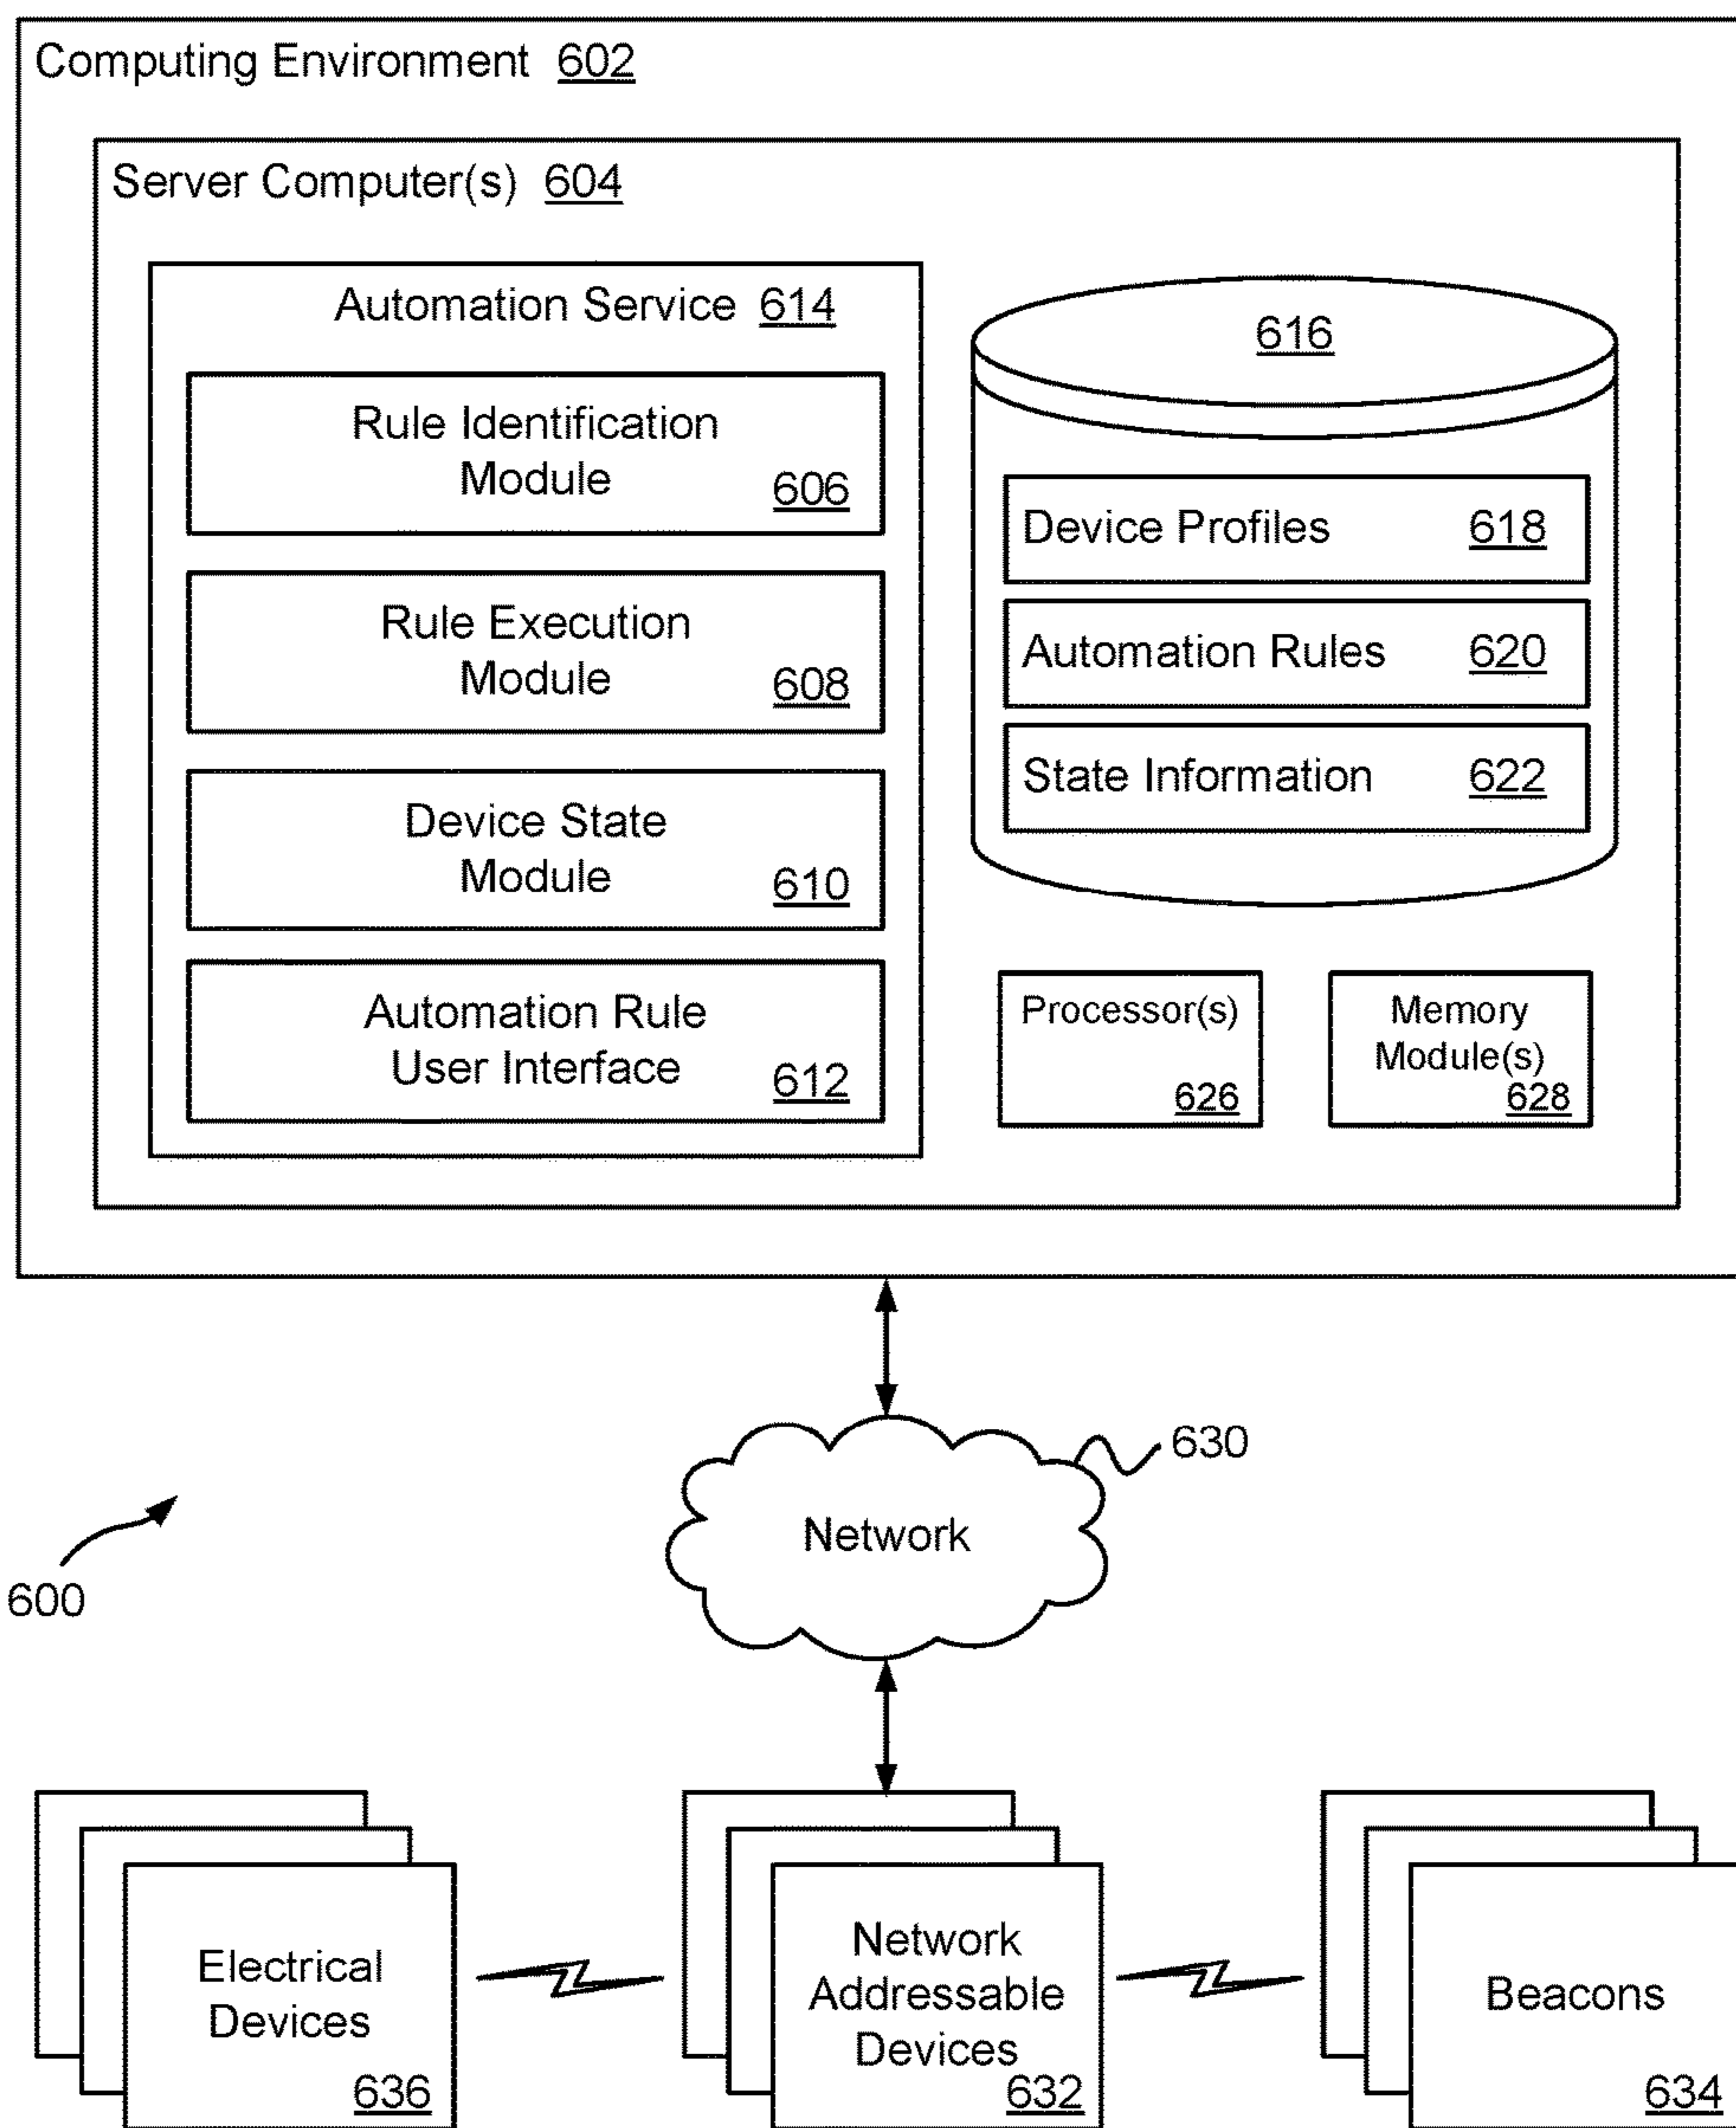 Computing Environment 602
Server Computer(s) 604
Automation Service 614
Rule Identification
Module 606
Rule Execution
Module 608
Device State
Module 610
Automation Rule
User Interface 612
616
Device Profiles 618
Automation Rules 620
State Information 622
Processor(s)
626
Memory
Module(s)
628
630
Network
600
Electrical
Devices
636
Network
Addressable
Devices
632
Beacons
634